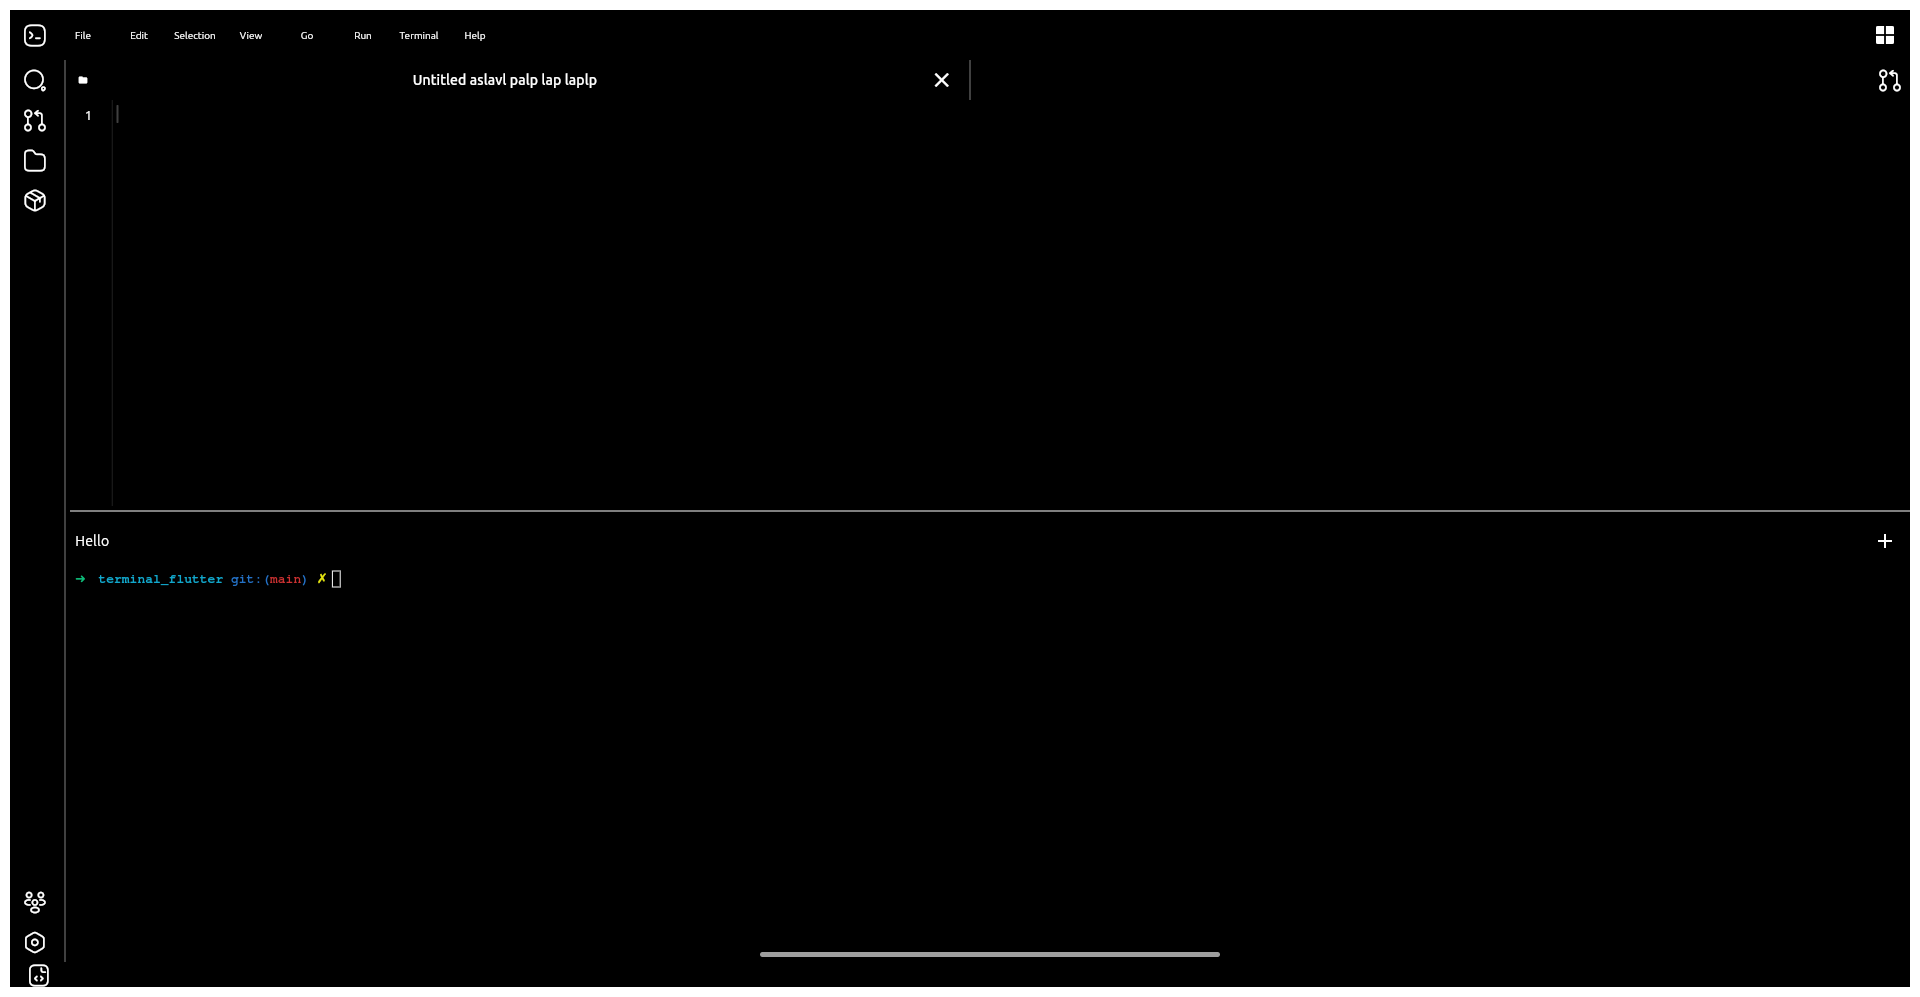 File Edit Selection View Go Run Terminal Help
Untitled aslavl palp lap laplp
1
Hello
➜ terminal_flutter git:(main) ✗